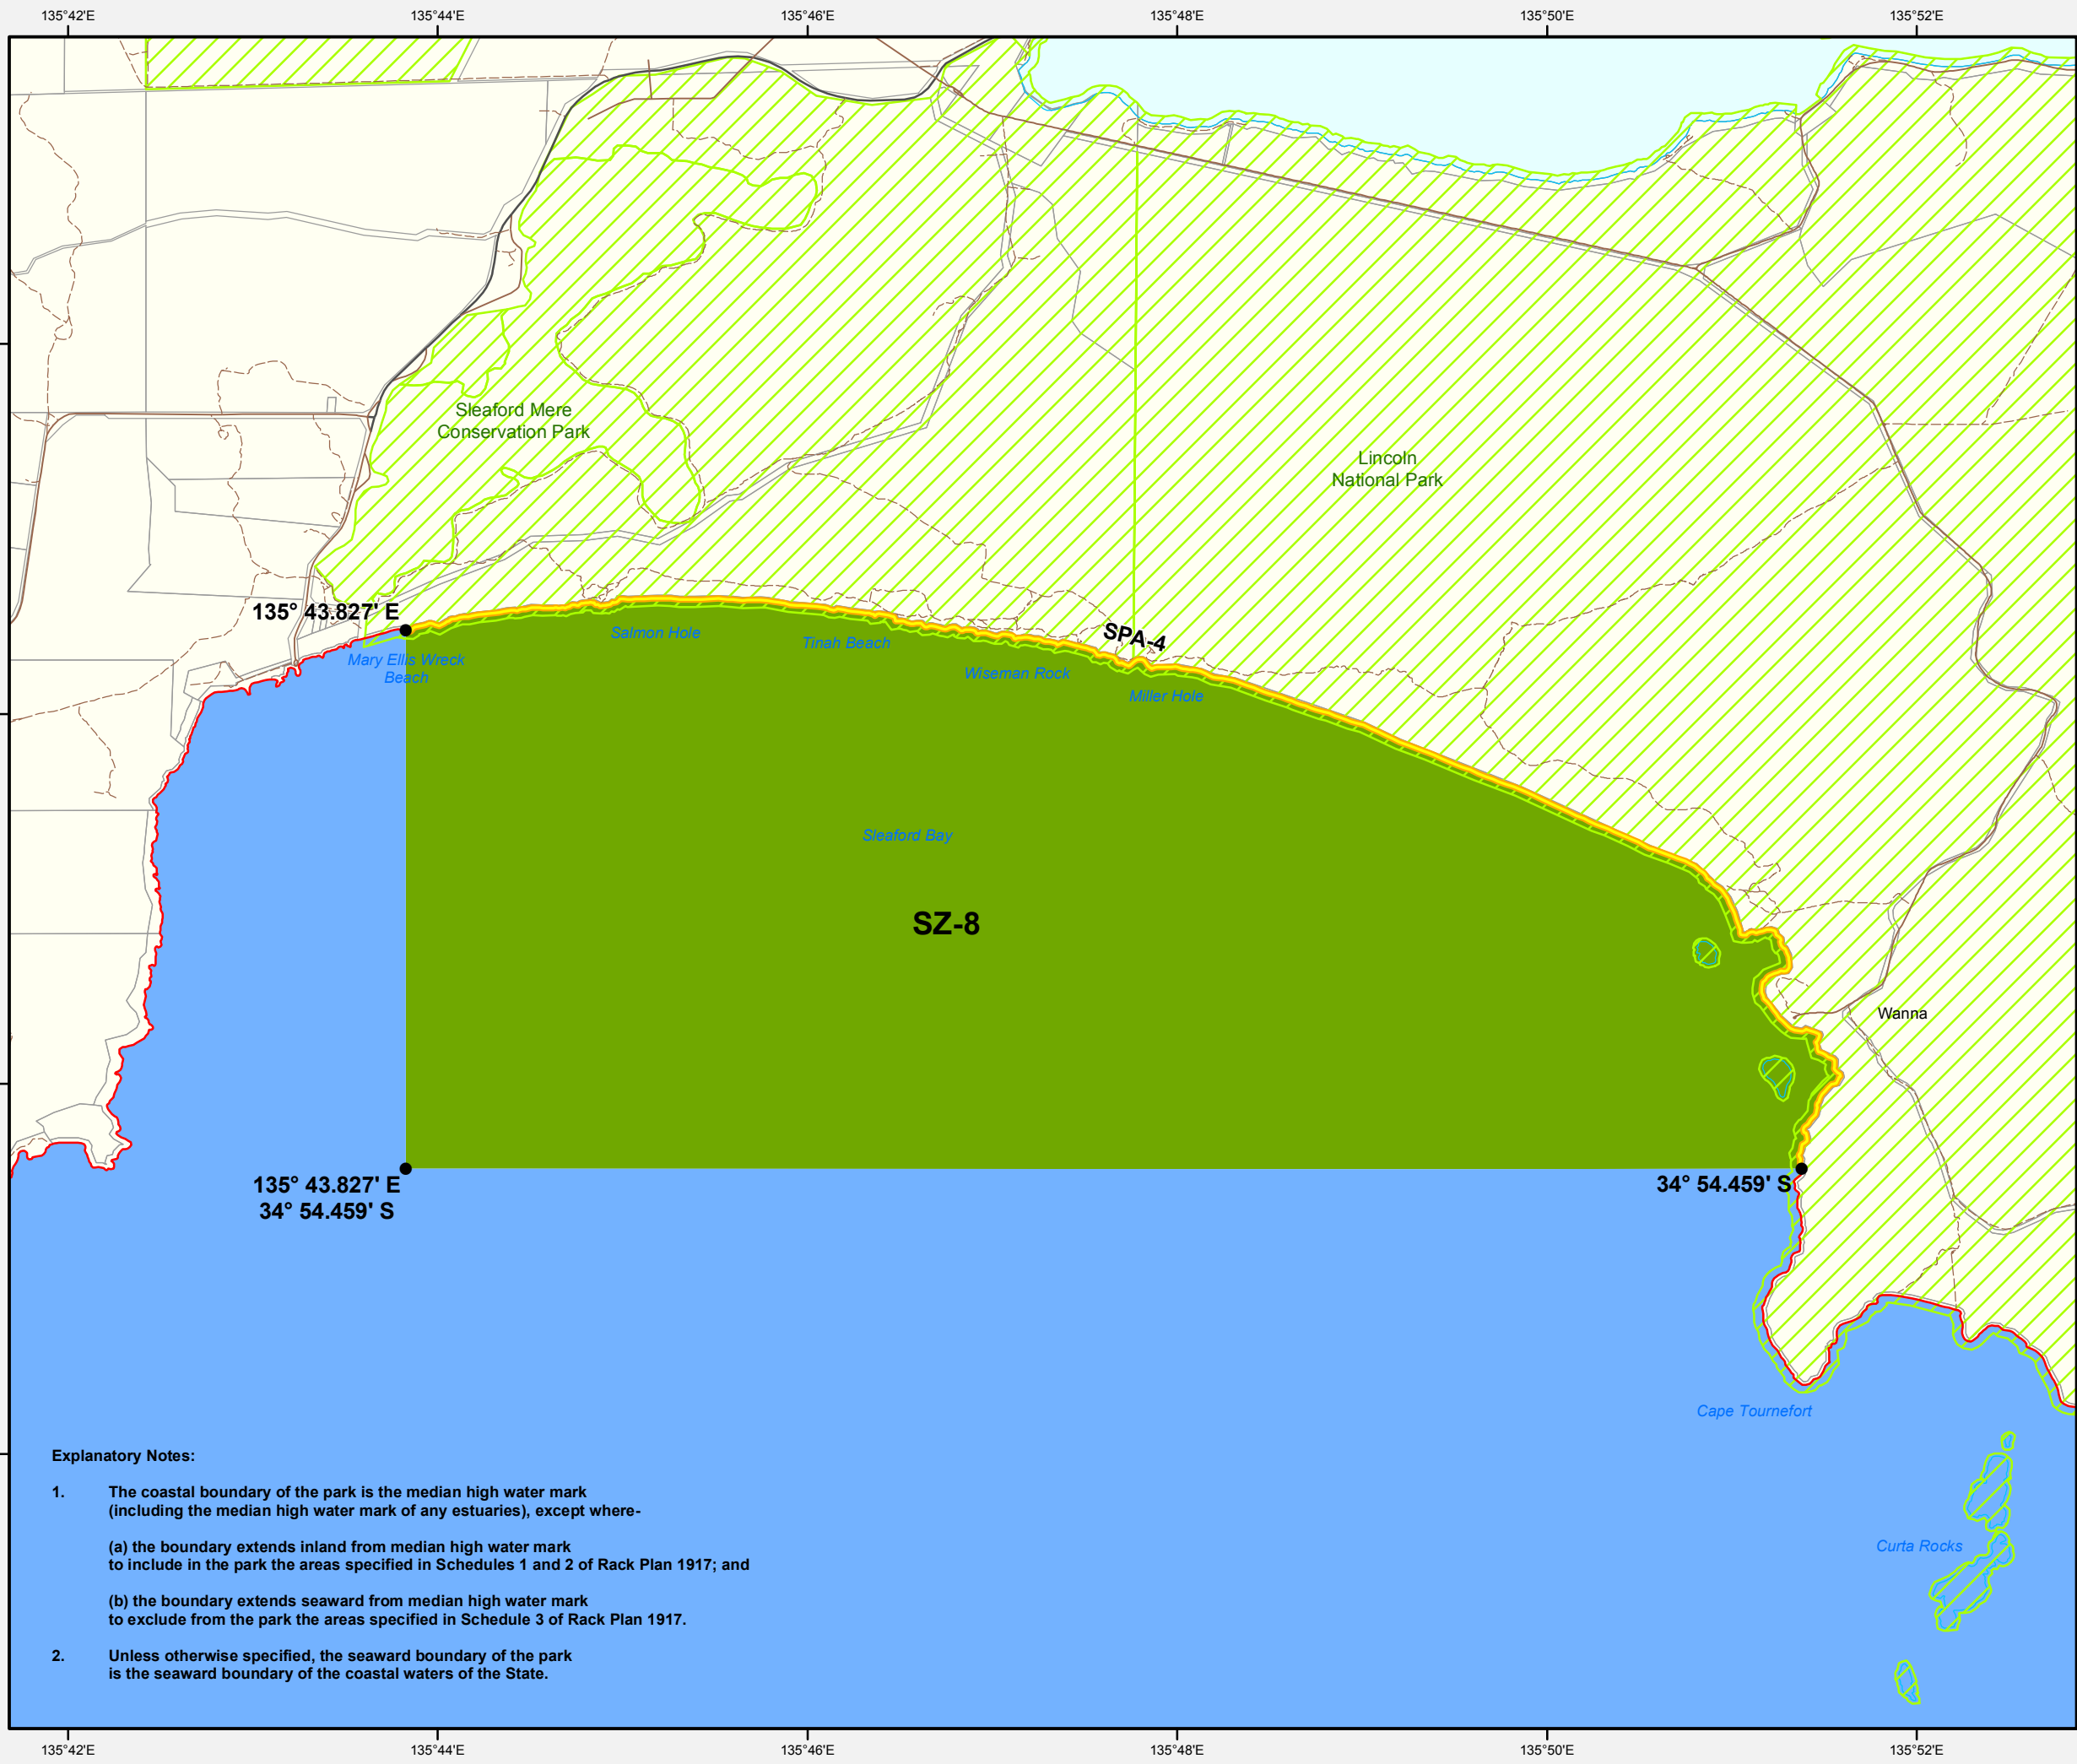 135°42'E
135°44'E
135°46'E
135°48'E
135°50'E
135°52'E
Sleaford Mere
Conservation Park
Lincoln
National Park
135° 43.827' E
SPA-4
Salmon Hole
Tinah Beach
Mary Ellis Wreck
Beach
Wiseman Rock
Miller Hole
Sleaford Bay
SZ-8
Wanna
135° 43.827' E
34° 54.459' S
34° 54.459' S
Cape Tournefort
Curta Rocks
Explanatory Notes:
1. The coastal boundary of the park is the median high water mark
(including the median high water mark of any estuaries), except where-
(a) the boundary extends inland from median high water mark
to include in the park the areas specified in Schedules 1 and 2 of Rack Plan 1917; and
(b) the boundary extends seaward from median high water mark
to exclude from the park the areas specified in Schedule 3 of Rack Plan 1917.
2. Unless otherwise specified, the seaward boundary of the park
is the seaward boundary of the coastal waters of the State.
135°42'E
135°44'E
135°46'E
135°48'E
135°50'E
135°52'E